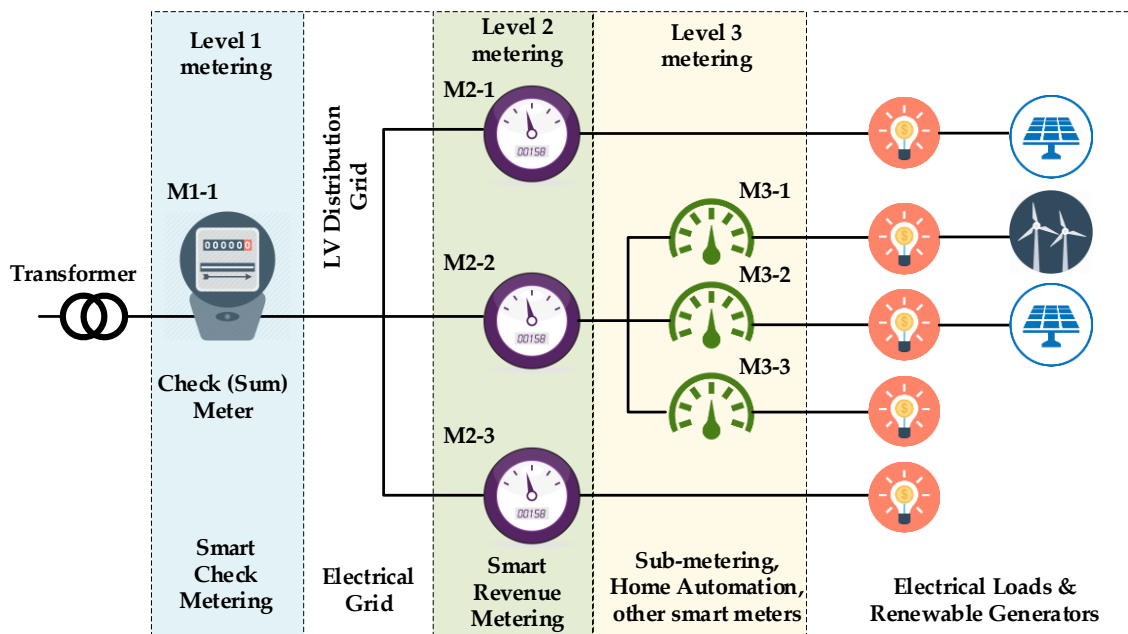 Level 1
metering
Level 2
metering
Level 3
metering
M2-1
00158
LV Distribution
Grid
M1-1
000000
M3-1
Transformer
M2-2
00158
M3-2
M3-3
Check (Sum)
Meter
M2-3
00158
Smart
Check
Metering
Electrical
Grid
Smart
Revenue
Metering
Sub-metering,
Home Automation,
other smart meters
Electrical Loads &
Renewable Generators
$
$
$
$
$